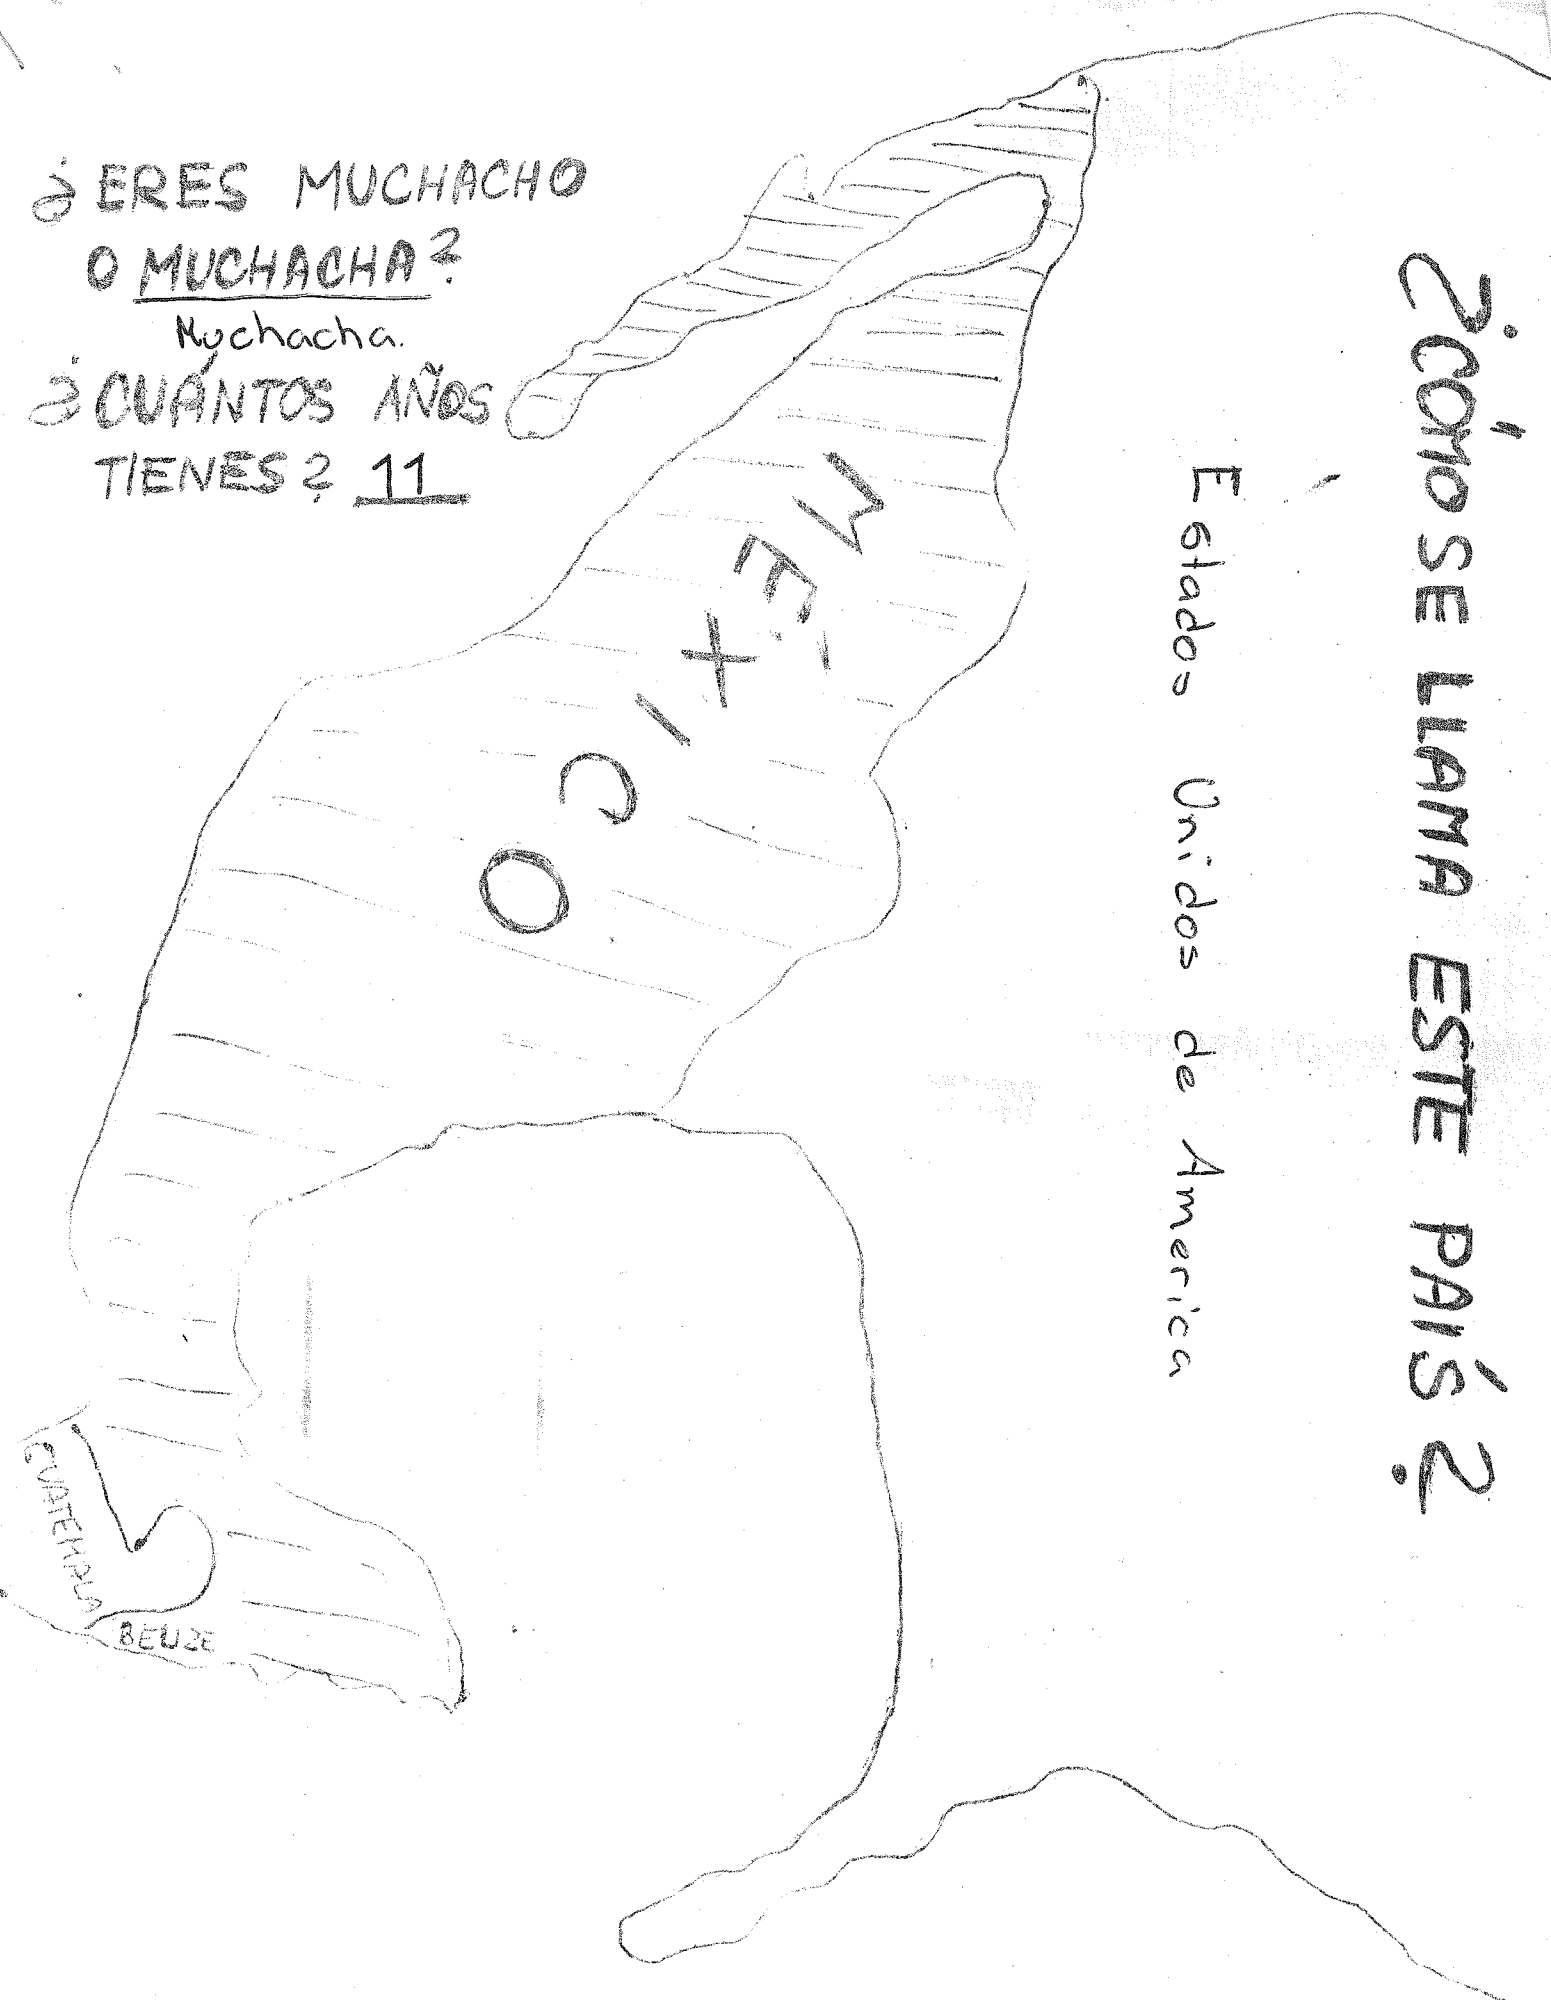 ¿CÓMO SE LLAMA ESTE PAÍS?
Estados Unidos de America
MÉXICO
¿ERES MUCHACHO
O MUCHACHA?
Muchacha.
¿CUÁNTOS AÑOS
TIENES? 11
GUATEMALA
BELIZE